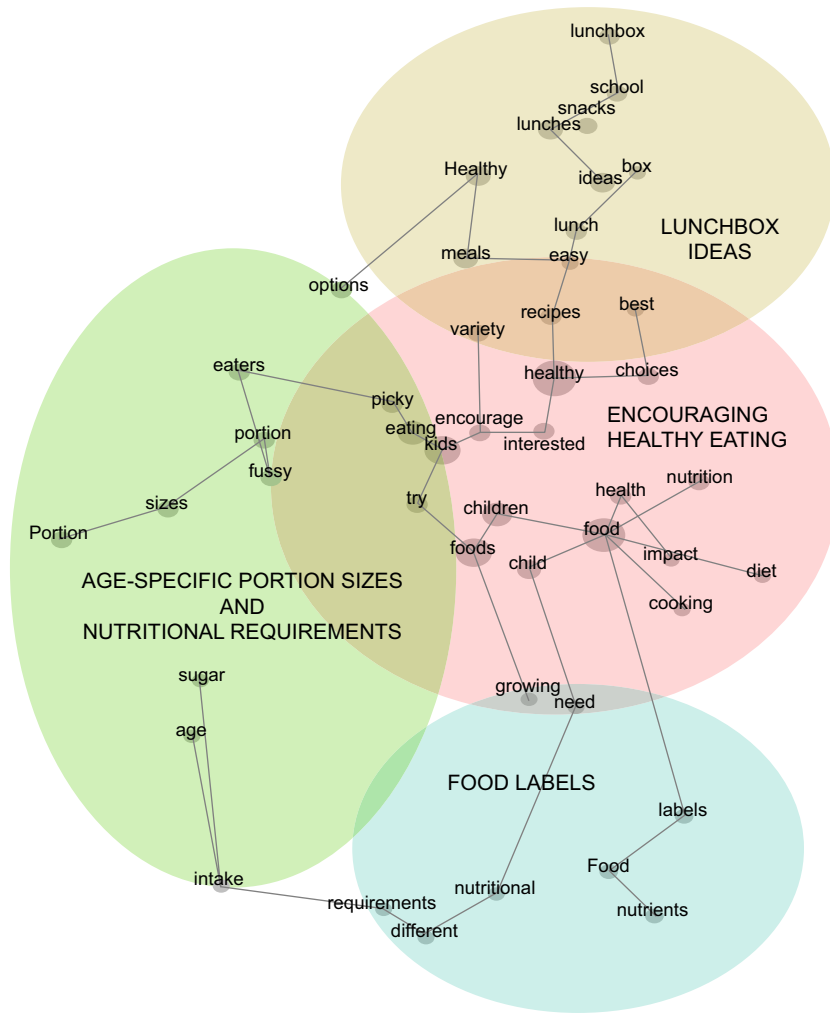 lunchbox
school
snacks
lunches
box
Healthy
ideas
lunch
LUNCHBOX
IDEAS
meals
easy
options
recipes
best
variety
eaters
healthy
choices
picky
encourage
ENCOURAGING
HEALTHY EATING
eating
portion
kids
interested
fussy
nutrition
health
try
sizes
children
Portion
food
foods
impact
child
diet
AGE-SPECIFIC PORTION SIZES
AND
NUTRITIONAL REQUIREMENTS
cooking
sugar
growing
need
age
FOOD LABELS
labels
Food
intake
nutritional
requirements
nutrients
different